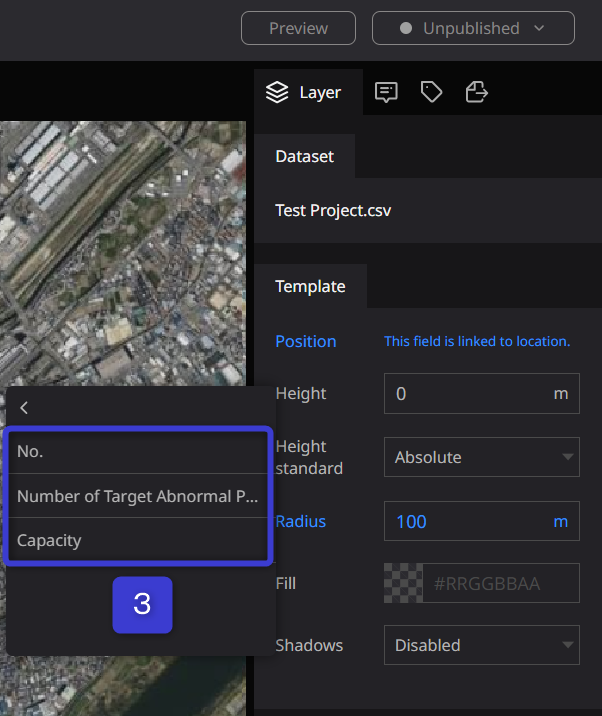 Preview
Unpublished
Layer
Dataset
Test Project.csv
Template
Position
This field is linked to location.
Height
0
m
Height
standard
Absolute
Radius
100
m
Fill
#RRGGBBAA
Shadows
Disabled
No.
Number of Target Abnormal P...
Capacity
3